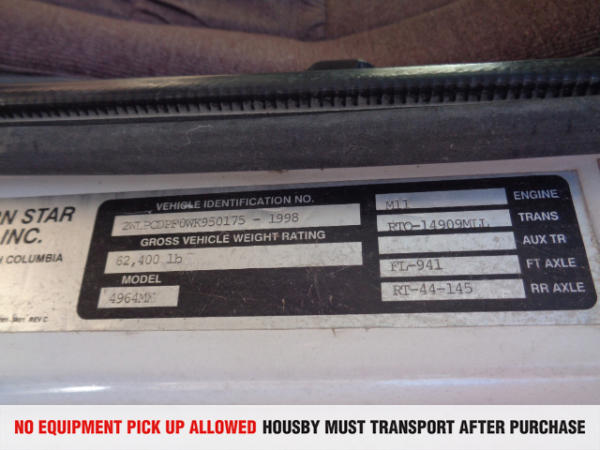 N STAR
INC.
COLUMBIA
REV C
VEHICLE IDENTIFICATION NO.
2WLPCDPF0WK950175 - 1998
GROSS VEHICLE WEIGHT RATING
62,400 lb
MODEL
4964MX
M11 ENGINE
RTO-14909MLL TRANS
AUX TR
FL-941 FT AXLE
RT-44-145 RR AXLE
NO EQUIPMENT PICK UP ALLOWED HOUSBY MUST TRANSPORT AFTER PURCHASE